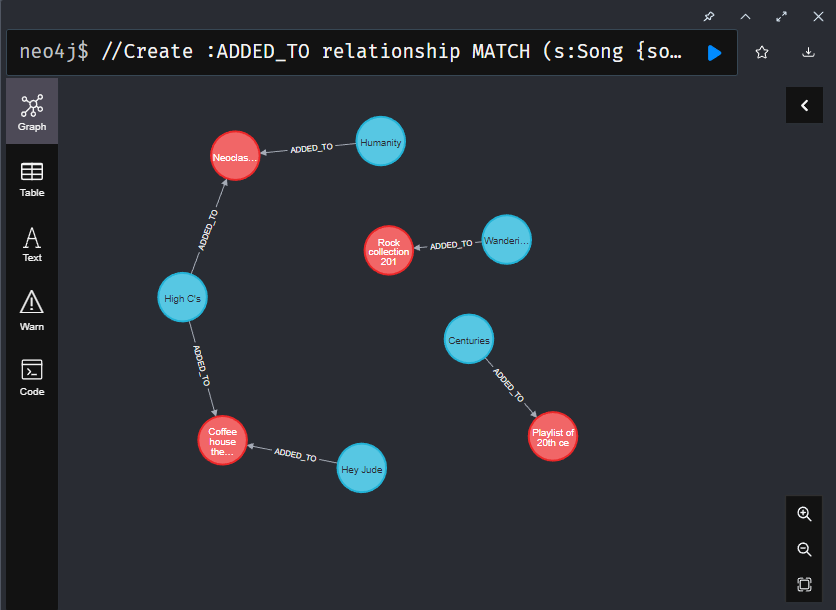 neo4j$ //Create :ADDED_TO relationship MATCH (s:Song {so…
Graph
Table
Text
Warn
Code
Neoclas…
ADDED_TO
Humanity
ADDED_TO
Rock
collection
201
ADDED_TO
Wanderi…
High C's
Centuries
ADDED_TO
ADDED_TO
Coffee
house
the…
ADDED_TO
Hey Jude
Playlist of
20th ce